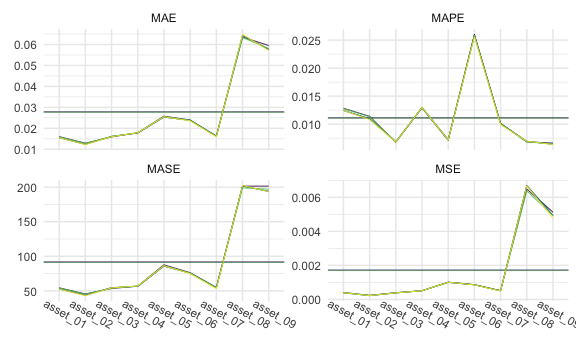 MAE
MAPE
0.06
0.05
0.04
0.03
0.02
0.01
0.025
0.020
0.015
0.010
MASE
MSE
200
150
100
50
0.006
0.004
0.002
0.000
asset_01
asset_02
asset_03
asset_04
asset_05
asset_06
asset_07
asset_08
asset_09
asset_01
asset_02
asset_03
asset_04
asset_05
asset_06
asset_07
asset_08
asset_09